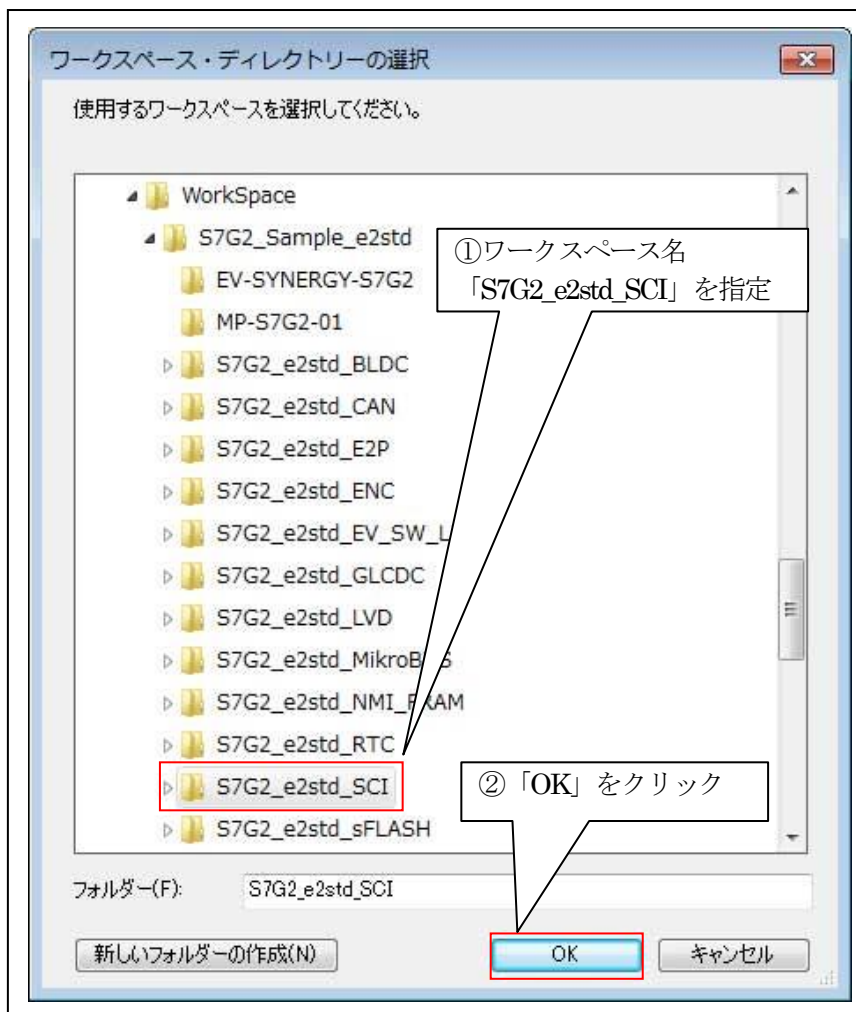 ワークスペース・ディレクトリーの選択
使用するワークスペースを選択してください。
WorkSpace
S7G2_Sample_e2std
①ワークスペース名
「S7G2_e2std_SCI」を指定
EV-SYNERGY-S7G2
MP-S7G2-01
S7G2_e2std_BLDC
S7G2_e2std_CAN
S7G2_e2std_E2P
S7G2_e2std_ENC
S7G2_e2std_EV_SW_L
S7G2_e2std_GLCDC
S7G2_e2std_LVD
S7G2_e2std_MikroB S
S7G2_e2std_NMI_ RAM
S7G2_e2std_RTC
S7G2_e2std_SCI
②「OK」をクリック
S7G2_e2std_sFLASH
フォルダー(F): S7G2_e2std_SCI
新しいフォルダーの作成(N) OK キャンセル